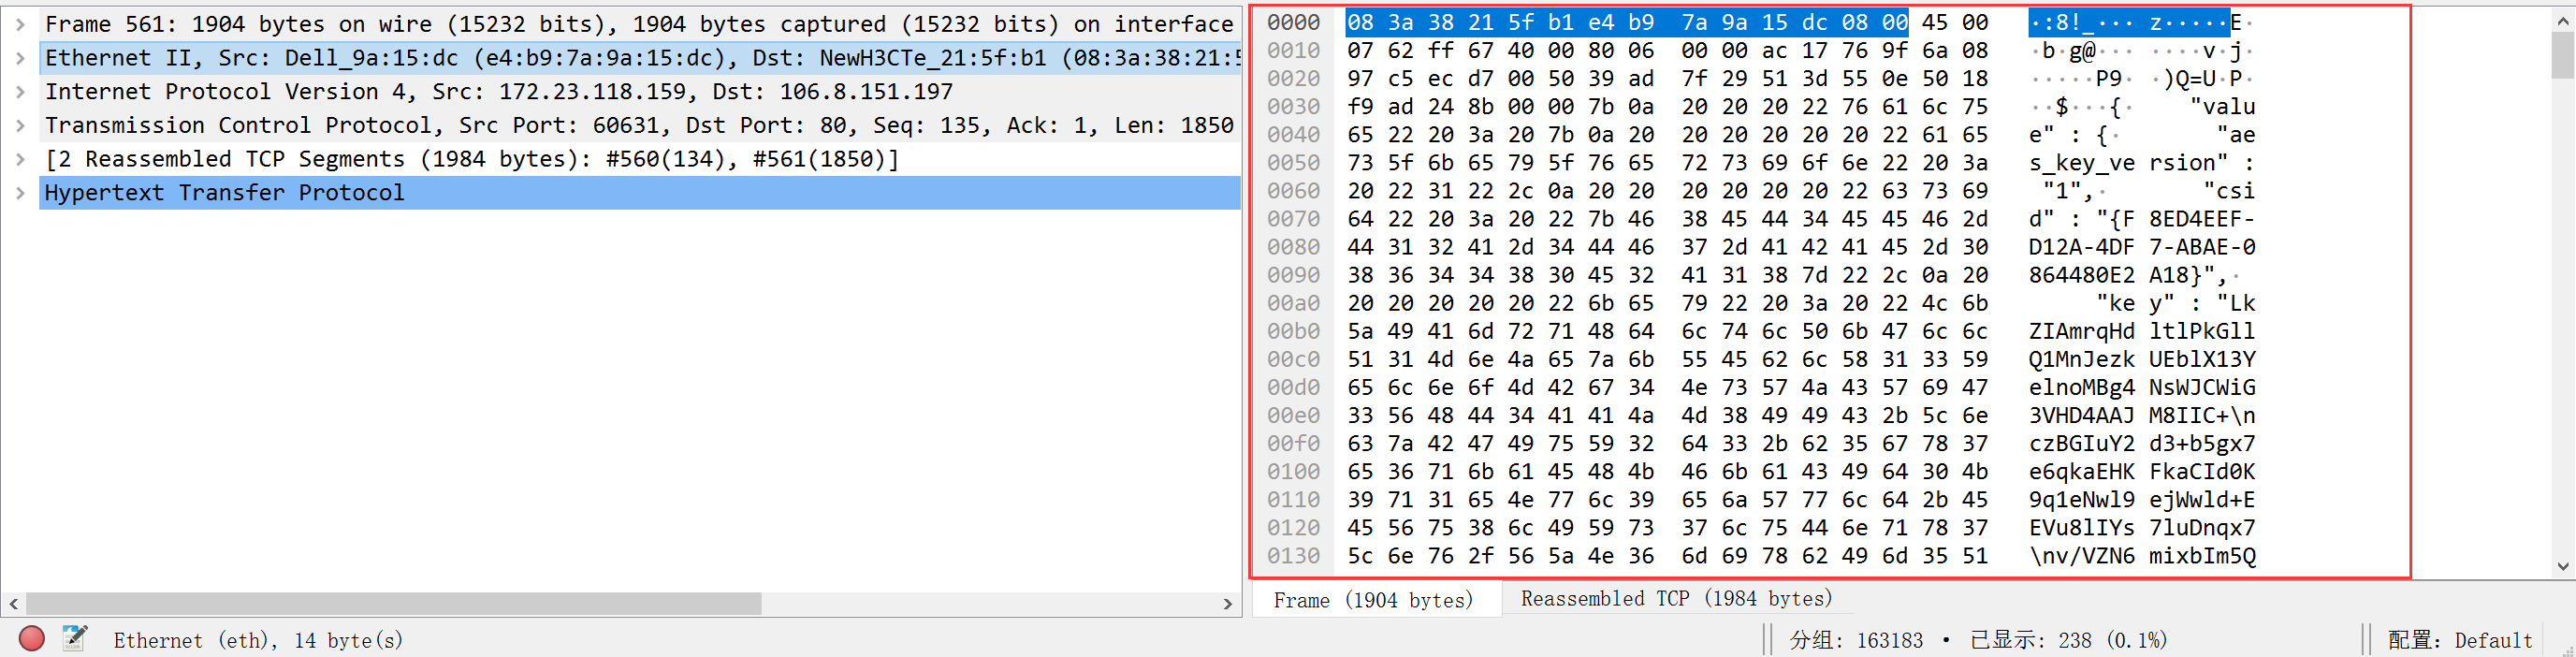 Frame 561: 1904 bytes on wire (15232 bits), 1904 bytes captured (15232 bits) on interface
Ethernet II, Src: Dell_9a:15:dc (e4:b9:7a:9a:15:dc), Dst: NewH3CTe_21:5f:b1 (08:3a:38:21:5
Internet Protocol Version 4, Src: 172.23.118.159, Dst: 106.8.151.197
Transmission Control Protocol, Src Port: 60631, Dst Port: 80, Seq: 135, Ack: 1, Len: 1850
[2 Reassembled TCP Segments (1984 bytes): #560(134), #561(1850)]
Hypertext Transfer Protocol
0000 08 3a 38 21 5f b1 e4 b9 7a 9a 15 dc 08 00 45 00 ·:8!_··· z·····E·
0010 07 62 ff 67 40 00 80 06 00 00 ac 17 76 9f 6a 08 ·b·g@··· ····v·j·
0020 97 c5 ec d7 00 50 39 ad 7f 29 51 3d 55 0e 50 18 ·····P9· ·)Q=U·P·
0030 f9 ad 24 8b 00 00 7b 0a 20 20 20 22 76 61 6c 75 ··$···{· "valu
0040 65 22 20 3a 20 7b 0a 20 20 20 20 20 20 22 61 65 e" : {· "ae
0050 73 5f 6b 65 79 5f 76 65 72 73 69 6f 6e 22 20 3a s_key_ve rsion" :
0060 20 22 31 22 2c 0a 20 20 20 20 20 20 22 63 73 69 "1",· "csi
0070 64 22 20 3a 20 22 7b 46 38 45 44 34 45 45 46 2d d" : "{F 8ED4EEF-
0080 44 31 32 41 2d 34 44 46 37 2d 41 42 41 45 2d 30 D12A-4DF 7-ABAE-0
0090 38 36 34 34 38 30 45 32 41 31 38 7d 22 2c 0a 20 864480E2 A18}",·
00a0 20 20 20 20 20 22 6b 65 79 22 20 3a 20 22 4c 6b "ke y" : "Lk
00b0 5a 49 41 6d 72 71 48 64 6c 74 6c 50 6b 47 6c 6c ZIAmrqHd ltlPkGll
00c0 51 31 4d 6e 4a 65 7a 6b 55 45 62 6c 58 31 33 59 Q1MnJezk UEblX13Y
00d0 65 6c 6e 6f 4d 42 67 34 4e 73 57 4a 43 57 69 47 elnoMBg4 NsWJCWiG
00e0 33 56 48 44 34 41 41 4a 4d 38 49 49 43 2b 5c 6e 3VHD4AAJ M8IIC+\n
00f0 63 7a 42 47 49 75 59 32 64 33 2b 62 35 67 78 37 czBGIuY2 d3+b5gx7
0100 65 36 71 6b 61 45 48 4b 46 6b 61 43 49 64 30 4b e6qkaEHK FkaCId0K
0110 39 71 31 65 4e 77 6c 39 65 6a 57 77 6c 64 2b 45 9q1eNwl9 ejWwld+E
0120 45 56 75 38 6c 49 59 73 37 6c 75 44 6e 71 78 37 EVu8lIYs 7luDnqx7
0130 5c 6e 76 2f 56 5a 4e 36 6d 69 78 62 49 6d 35 51 \nv/VZN6 mixbIm5Q
Frame (1904 bytes) Reassembled TCP (1984 bytes)
Ethernet (eth), 14 byte(s) 分组: 163183 · 已显示: 238 (0.1%) 配置: Default